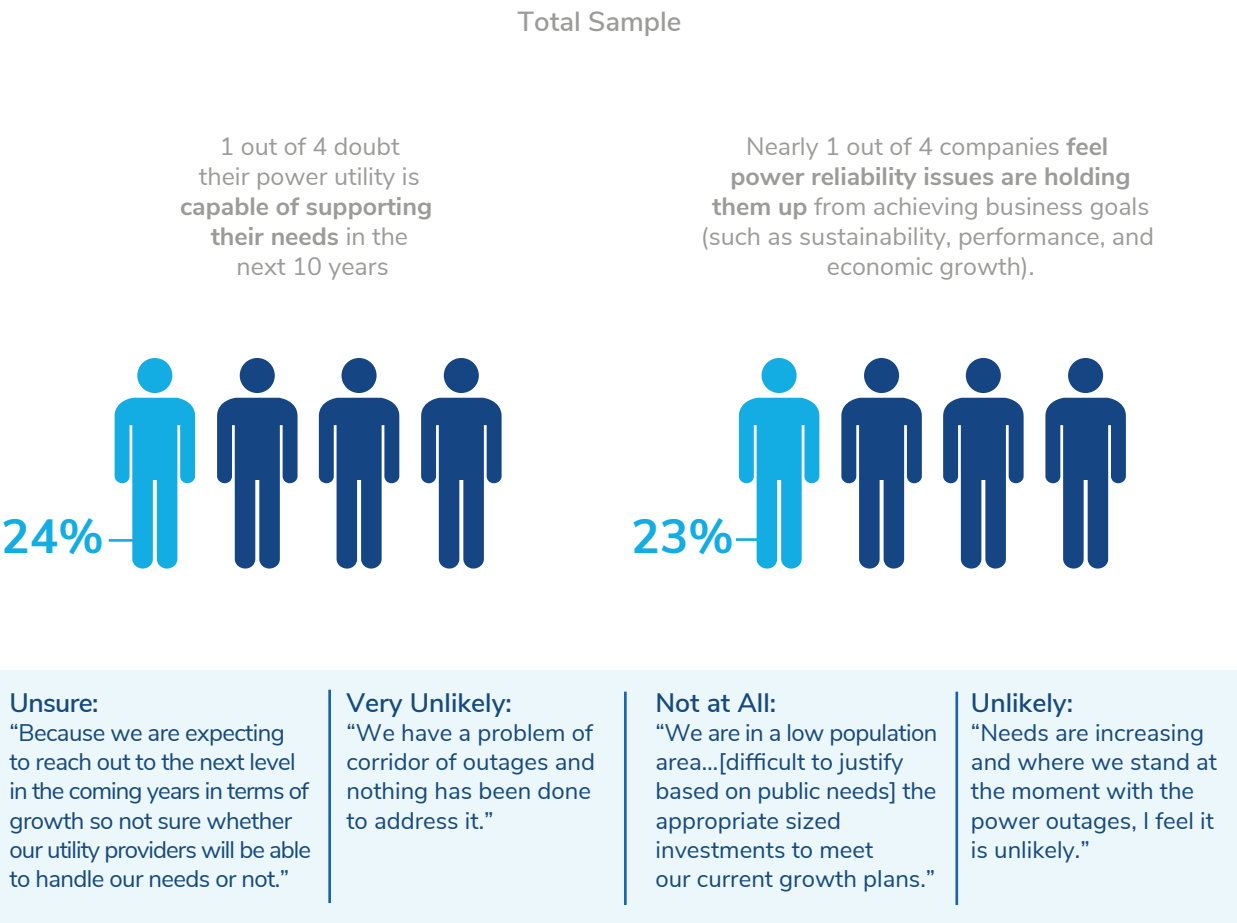 Total Sample
1 out of 4 doubt
their power utility is
capable of supporting
their needs in the
next 10 years
Nearly 1 out of 4 companies feel
power reliability issues are holding
them up from achieving business goals
(such as sustainability, performance, and
economic growth).
24%
23%
Unsure:
“Because we are expecting
to reach out to the next level
in the coming years in terms of
growth so not sure whether
our utility providers will be able
to handle our needs or not.”
Very Unlikely:
“We have a problem of
corridor of outages and
nothing has been done
to address it.”
Not at All:
“We are in a low population
area...[difficult to justify
based on public needs] the
appropriate sized
investments to meet
our current growth plans.”
Unlikely:
“Needs are increasing
and where we stand at
the moment with the
power outages, I feel it
is unlikely.”